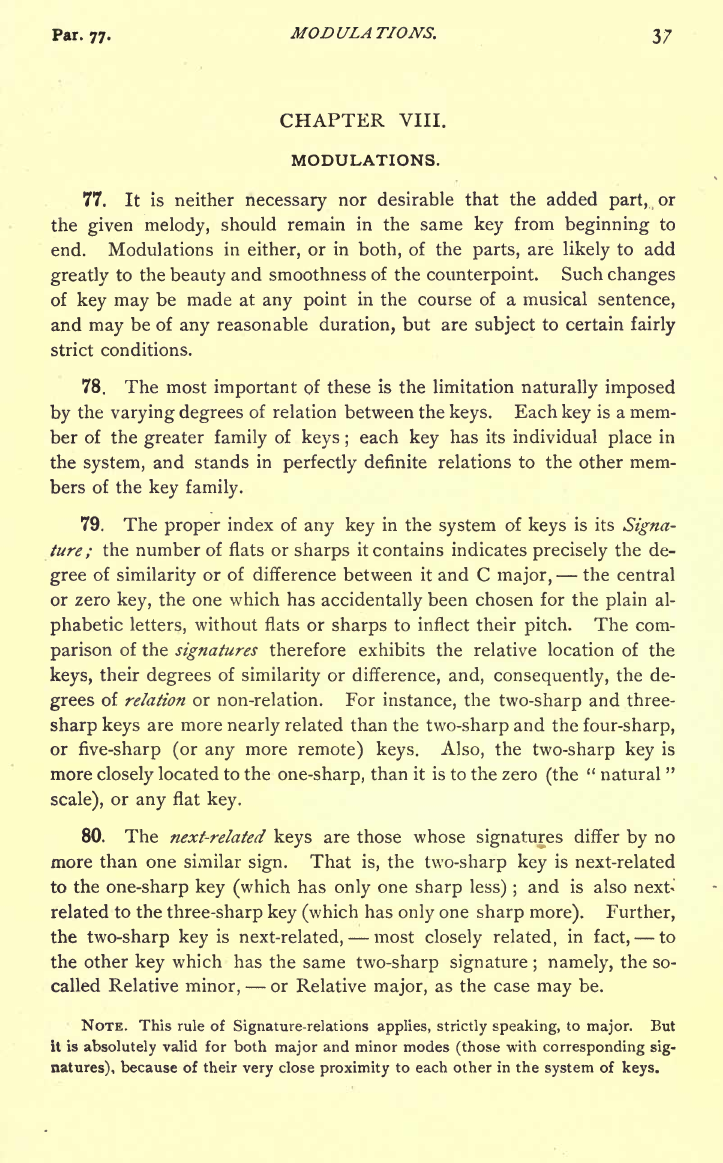 Par. 77. MODULATIONS. 37
CHAPTER VIII.
MODULATIONS.
77. It is neither necessary nor desirable that the added part, or
the given melody, should remain in the same key from beginning to
end. Modulations in either, or in both, of the parts, are likely to add
greatly to the beauty and smoothness of the counterpoint. Such changes
of key may be made at any point in the course of a musical sentence,
and may be of any reasonable duration, but are subject to certain fairly
strict conditions.
78. The most important of these is the limitation naturally imposed
by the varying degrees of relation between the keys. Each key is a mem-
ber of the greater family of keys; each key has its individual place in
the system, and stands in perfectly definite relations to the other mem-
bers of the key family.
79. The proper index of any key in the system of keys is its Signa-
ture; the number of flats or sharps it contains indicates precisely the de-
gree of similarity or of difference between it and C major, — the central
or zero key, the one which has accidentally been chosen for the plain al-
phabetic letters, without flats or sharps to inflect their pitch. The com-
parison of the signatures therefore exhibits the relative location of the
keys, their degrees of similarity or difference, and, consequently, the de-
grees of relation or non-relation. For instance, the two-sharp and three-
sharp keys are more nearly related than the two-sharp and the four-sharp,
or five-sharp (or any more remote) keys. Also, the two-sharp key is
more closely located to the one-sharp, than it is to the zero (the " natural "
scale), or any flat key.
80. The next-related keys are those whose signatures differ by no
more than one similar sign. That is, the two-sharp key is next-related
to the one-sharp key (which has only one sharp less); and is also next-
related to the three-sharp key (which has only one sharp more). Further,
the two-sharp key is next-related, — most closely related, in fact, — to
the other key which has the same two-sharp signature; namely, the so-
called Relative minor, — or Relative major, as the case may be.
NOTE. This rule of Signature-relations applies, strictly speaking, to major. But
it is absolutely valid for both major and minor modes (those with corresponding sig-
natures), because of their very close proximity to each other in the system of keys.